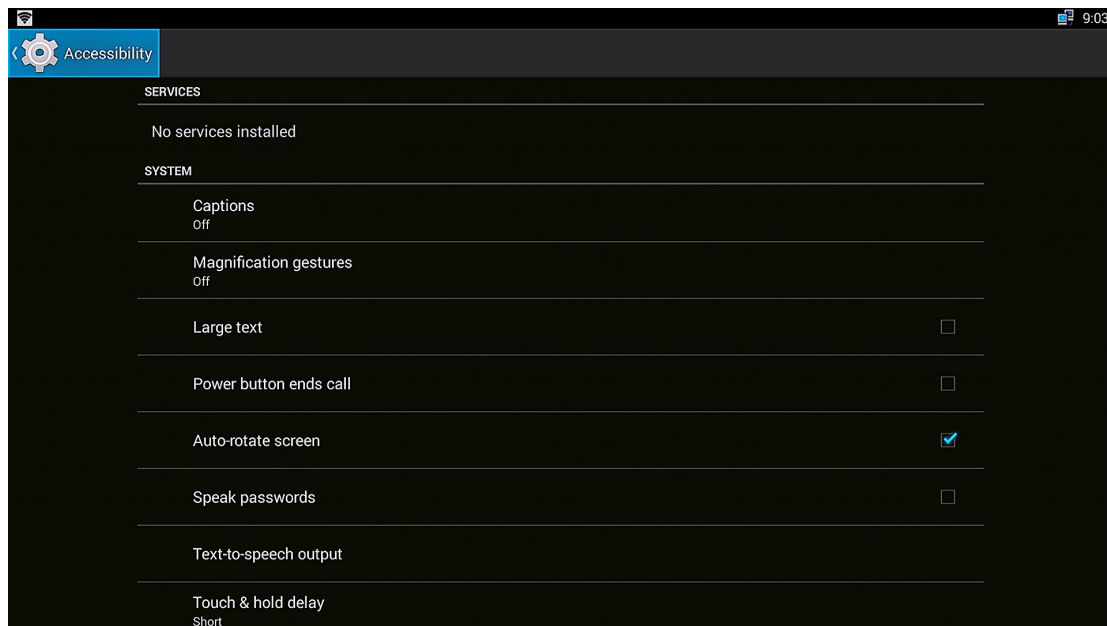 9:03
Accessibility
SERVICES
No services installed
SYSTEM
Captions
Off
Magnification gestures
Off
Large text
Power button ends call
Auto-rotate screen
Speak passwords
Text-to-speech output
Touch & hold delay
Short